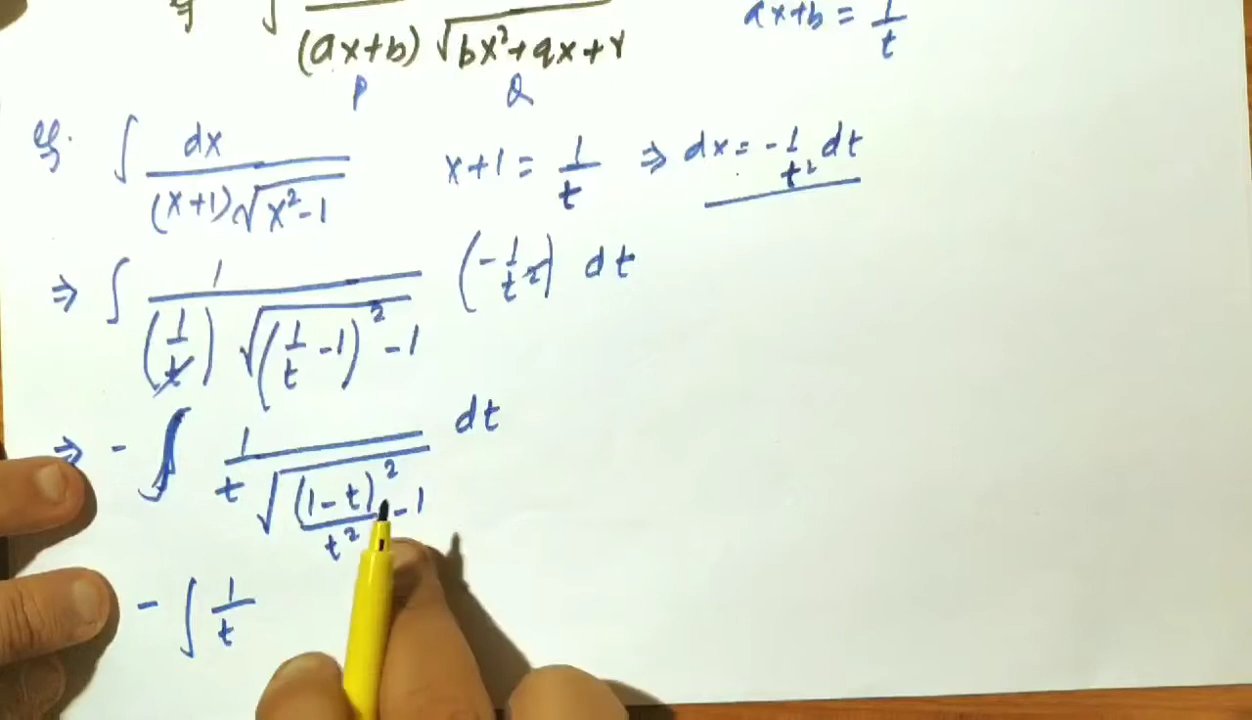 (ax+b) √bx²+qx+r ax+b = 1/t
P Q
eg. ∫ dx/((x+1)√x²-1) x+1 = 1/t ⇒ dx = -1/t² dt
⇒ ∫ 1/((1/t) √(1/t -1)² -1) (-1/t²) dt
⇒ - ∫ 1/(t √(1-t)²/t² -1) dt
- ∫ 1/t